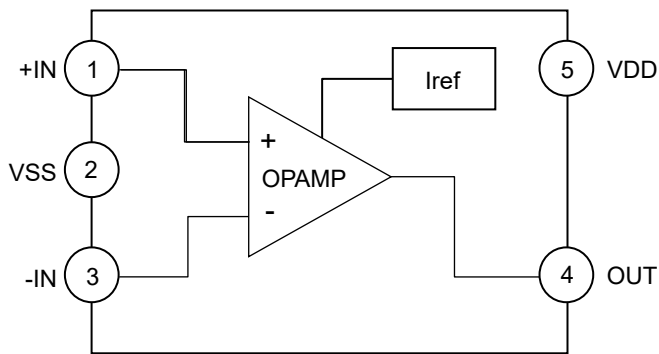 +IN 1
Iref
5 VDD
+
VSS 2
OPAMP
-
-IN 3
4 OUT